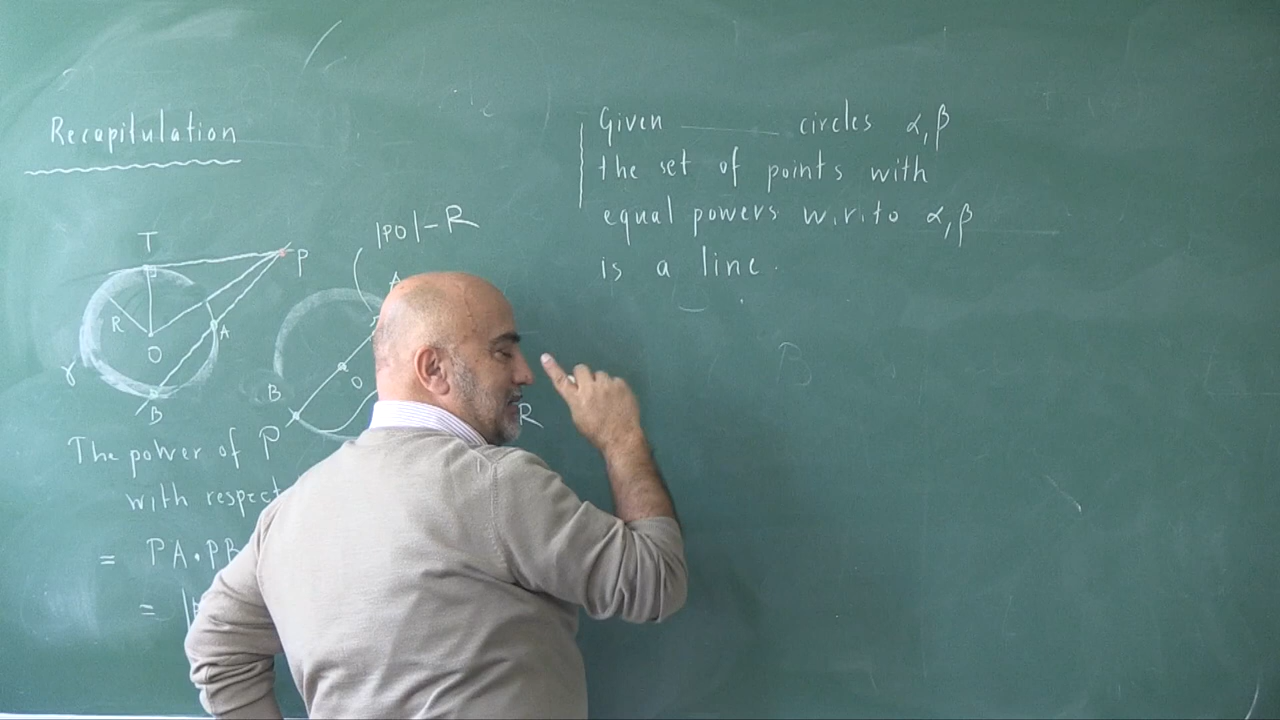 Recapitulation
T
P
R
O
A
γ
B
|PO|-R
A
O
B
R
The power of P
with respect
= PA·PB
= |
Given ______ circles α,β
the set of points with
equal powers w.r.to α,β
is a line.
B